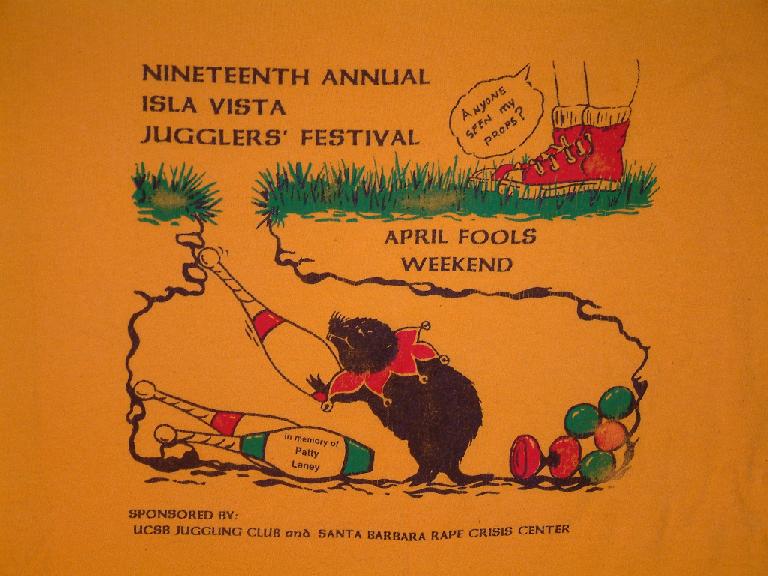 NINETEENTH ANNUAL
ISLA VISTA
JUGGLERS' FESTIVAL
ANYONE
SEEN MY
PROPS?
APRIL FOOLS
WEEKEND
in memory of
Patty
Laney
SPONSORED BY:
UCSB JUGGLING CLUB and SANTA BARBARA RAPE CRISIS CENTER